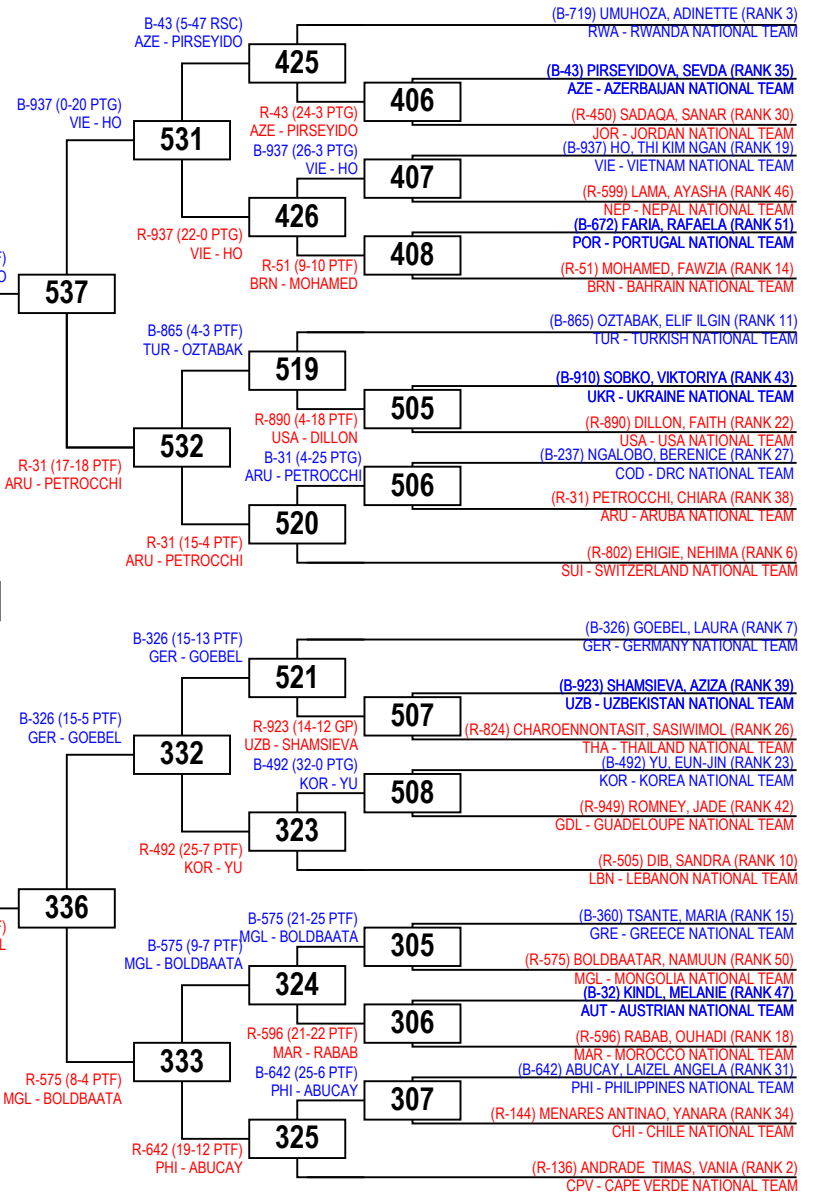 (B-719) UMUHOZA, ADINETTE (RANK 3)
RWA - RWANDA NATIONAL TEAM
B-43 (5-47 RSC)
AZE - PIRSEYIDO
425
(B-43) PIRSEYIDOVA, SEVDA (RANK 35)
AZE - AZERBAIJAN NATIONAL TEAM
406
R-43 (24-3 PTG)
AZE - PIRSEYIDO
(R-450) SADAQA, SANAR (RANK 30)
JOR - JORDAN NATIONAL TEAM
B-937 (0-20 PTG)
VIE - HO
531
B-937 (26-3 PTG)
VIE - HO
(B-937) HO, THI KIM NGAN (RANK 19)
VIE - VIETNAM NATIONAL TEAM
407
(R-599) LAMA, AYASHA (RANK 46)
NEP - NEPAL NATIONAL TEAM
426
R-937 (22-0 PTG)
VIE - HO
(B-672) FARIA, RAFAELA (RANK 51)
POR - PORTUGAL NATIONAL TEAM
408
R-51 (9-10 PTF)
BRN - MOHAMED
(R-51) MOHAMED, FAWZIA (RANK 14)
BRN - BAHRAIN NATIONAL TEAM
F)
O
537
B-865 (4-3 PTF)
TUR - OZTABAK
(B-865) OZTABAK, ELIF ILGIN (RANK 11)
TUR - TURKISH NATIONAL TEAM
519
(B-910) SOBKO, VIKTORIYA (RANK 43)
UKR - UKRAINE NATIONAL TEAM
505
R-890 (4-18 PTF)
USA - DILLON
(R-890) DILLON, FAITH (RANK 22)
USA - USA NATIONAL TEAM
532
R-31 (17-18 PTF)
ARU - PETROCCHI
B-31 (4-25 PTG)
ARU - PETROCCHI
(B-237) NGALOBO, BERENICE (RANK 27)
COD - DRC NATIONAL TEAM
506
(R-31) PETROCCHI, CHIARA (RANK 38)
ARU - ARUBA NATIONAL TEAM
520
R-31 (15-4 PTF)
ARU - PETROCCHI
(R-802) EHIGIE, NEHIMA (RANK 6)
SUI - SWITZERLAND NATIONAL TEAM
B-326 (15-13 PTF)
GER - GOEBEL
(B-326) GOEBEL, LAURA (RANK 7)
GER - GERMANY NATIONAL TEAM
521
(B-923) SHAMSIEVA, AZIZA (RANK 39)
UZB - UZBEKISTAN NATIONAL TEAM
507
R-923 (14-12 GP)
UZB - SHAMSIEVA
(R-824) CHAROENNONTASIT, SASIWIMOL (RANK 26)
THA - THAILAND NATIONAL TEAM
B-326 (15-5 PTF)
GER - GOEBEL
332
B-492 (32-0 PTG)
KOR - YU
(B-492) YU, EUN-JIN (RANK 23)
KOR - KOREA NATIONAL TEAM
508
(R-949) ROMNEY, JADE (RANK 42)
GDL - GUADELOUPE NATIONAL TEAM
323
R-492 (25-7 PTF)
KOR - YU
(R-505) DIB, SANDRA (RANK 10)
LBN - LEBANON NATIONAL TEAM
336
F)
L
B-575 (9-7 PTF)
MGL - BOLDBAATA
B-575 (21-25 PTF)
MGL - BOLDBAATA
(B-360) TSANTE, MARIA (RANK 15)
GRE - GREECE NATIONAL TEAM
305
(R-575) BOLDBAATAR, NAMUUN (RANK 50)
MGL - MONGOLIA NATIONAL TEAM
324
(B-32) KINDL, MELANIE (RANK 47)
AUT - AUSTRIAN NATIONAL TEAM
306
R-596 (21-22 PTF)
MAR - RABAB
(R-596) RABAB, OUHADI (RANK 18)
MAR - MOROCCO NATIONAL TEAM
333
R-575 (8-4 PTF)
MGL - BOLDBAATA
B-642 (25-6 PTF)
PHI - ABUCAY
(B-642) ABUCAY, LAIZEL ANGELA (RANK 31)
PHI - PHILIPPINES NATIONAL TEAM
307
(R-144) MENARES ANTINAO, YANARA (RANK 34)
CHI - CHILE NATIONAL TEAM
325
R-642 (19-12 PTF)
PHI - ABUCAY
(R-136) ANDRADE TIMAS, VANIA (RANK 2)
CPV - CAPE VERDE NATIONAL TEAM